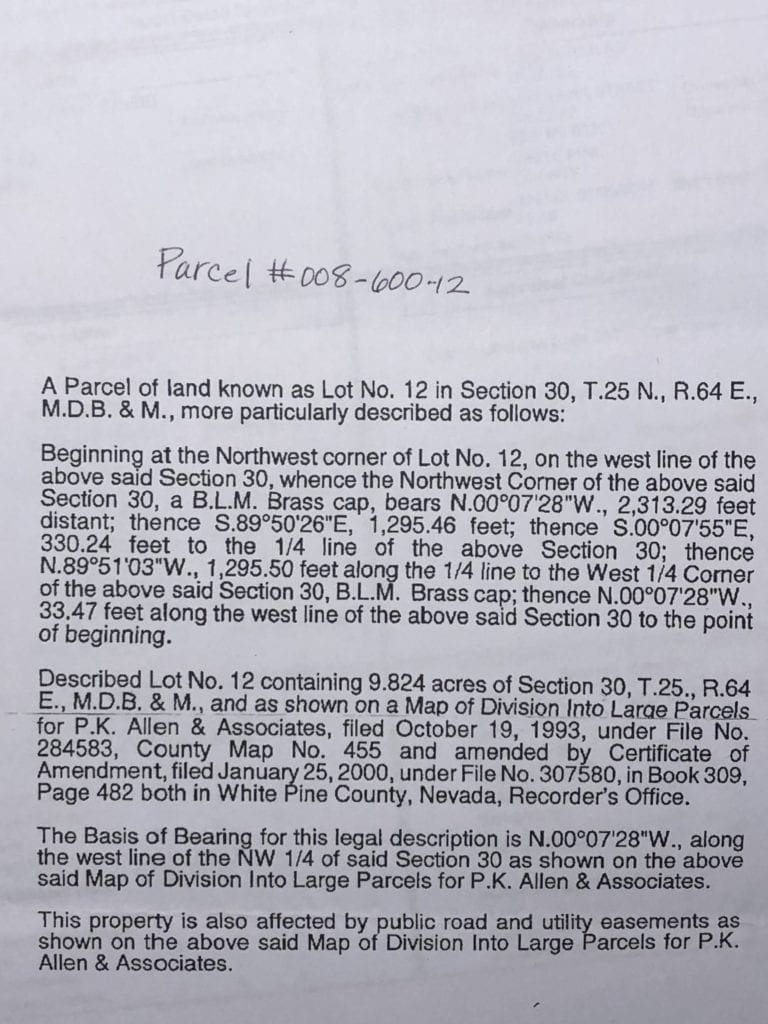 Parcel #008-600-12
A Parcel of land known as Lot No. 12 in Section 30, T.25 N., R.64 E.,
M.D.B. & M., more particularly described as follows:
Beginning at the Northwest corner of Lot No. 12, on the west line of the
above said Section 30, whence the Northwest Corner of the above said
Section 30, a B.L.M. Brass cap, bears N.00°07'28"W., 2,313.29 feet
distant; thence S.89°50'26"E, 1,295.46 feet; thence S.00°07'55"E,
330.24 feet to the 1/4 line of the above Section 30; thence
N.89°51'03"W., 1,295.50 feet along the 1/4 line to the West 1/4 Corner
of the above said Section 30, B.L.M. Brass cap; thence N.00°07'28"W.,
33.47 feet along the west line of the above said Section 30 to the point
of beginning.
Described Lot No. 12 containing 9.824 acres of Section 30, T.25., R.64
E., M.D.B. & M., and as shown on a Map of Division Into Large Parcels
for P.K. Allen & Associates, filed October 19, 1993, under File No.
284583, County Map No. 455 and amended by Certificate of
Amendment, filed January 25, 2000, under File No. 307580, in Book 309,
Page 482 both in White Pine County, Nevada, Recorder's Office.
The Basis of Bearing for this legal description is N.00°07'28"W., along
the west line of the NW 1/4 of said Section 30 as shown on the above
said Map of Division Into Large Parcels for P.K. Allen & Associates.
This property is also affected by public road and utility easements as
shown on the above said Map of Division Into Large Parcels for P.K.
Allen & Associates.